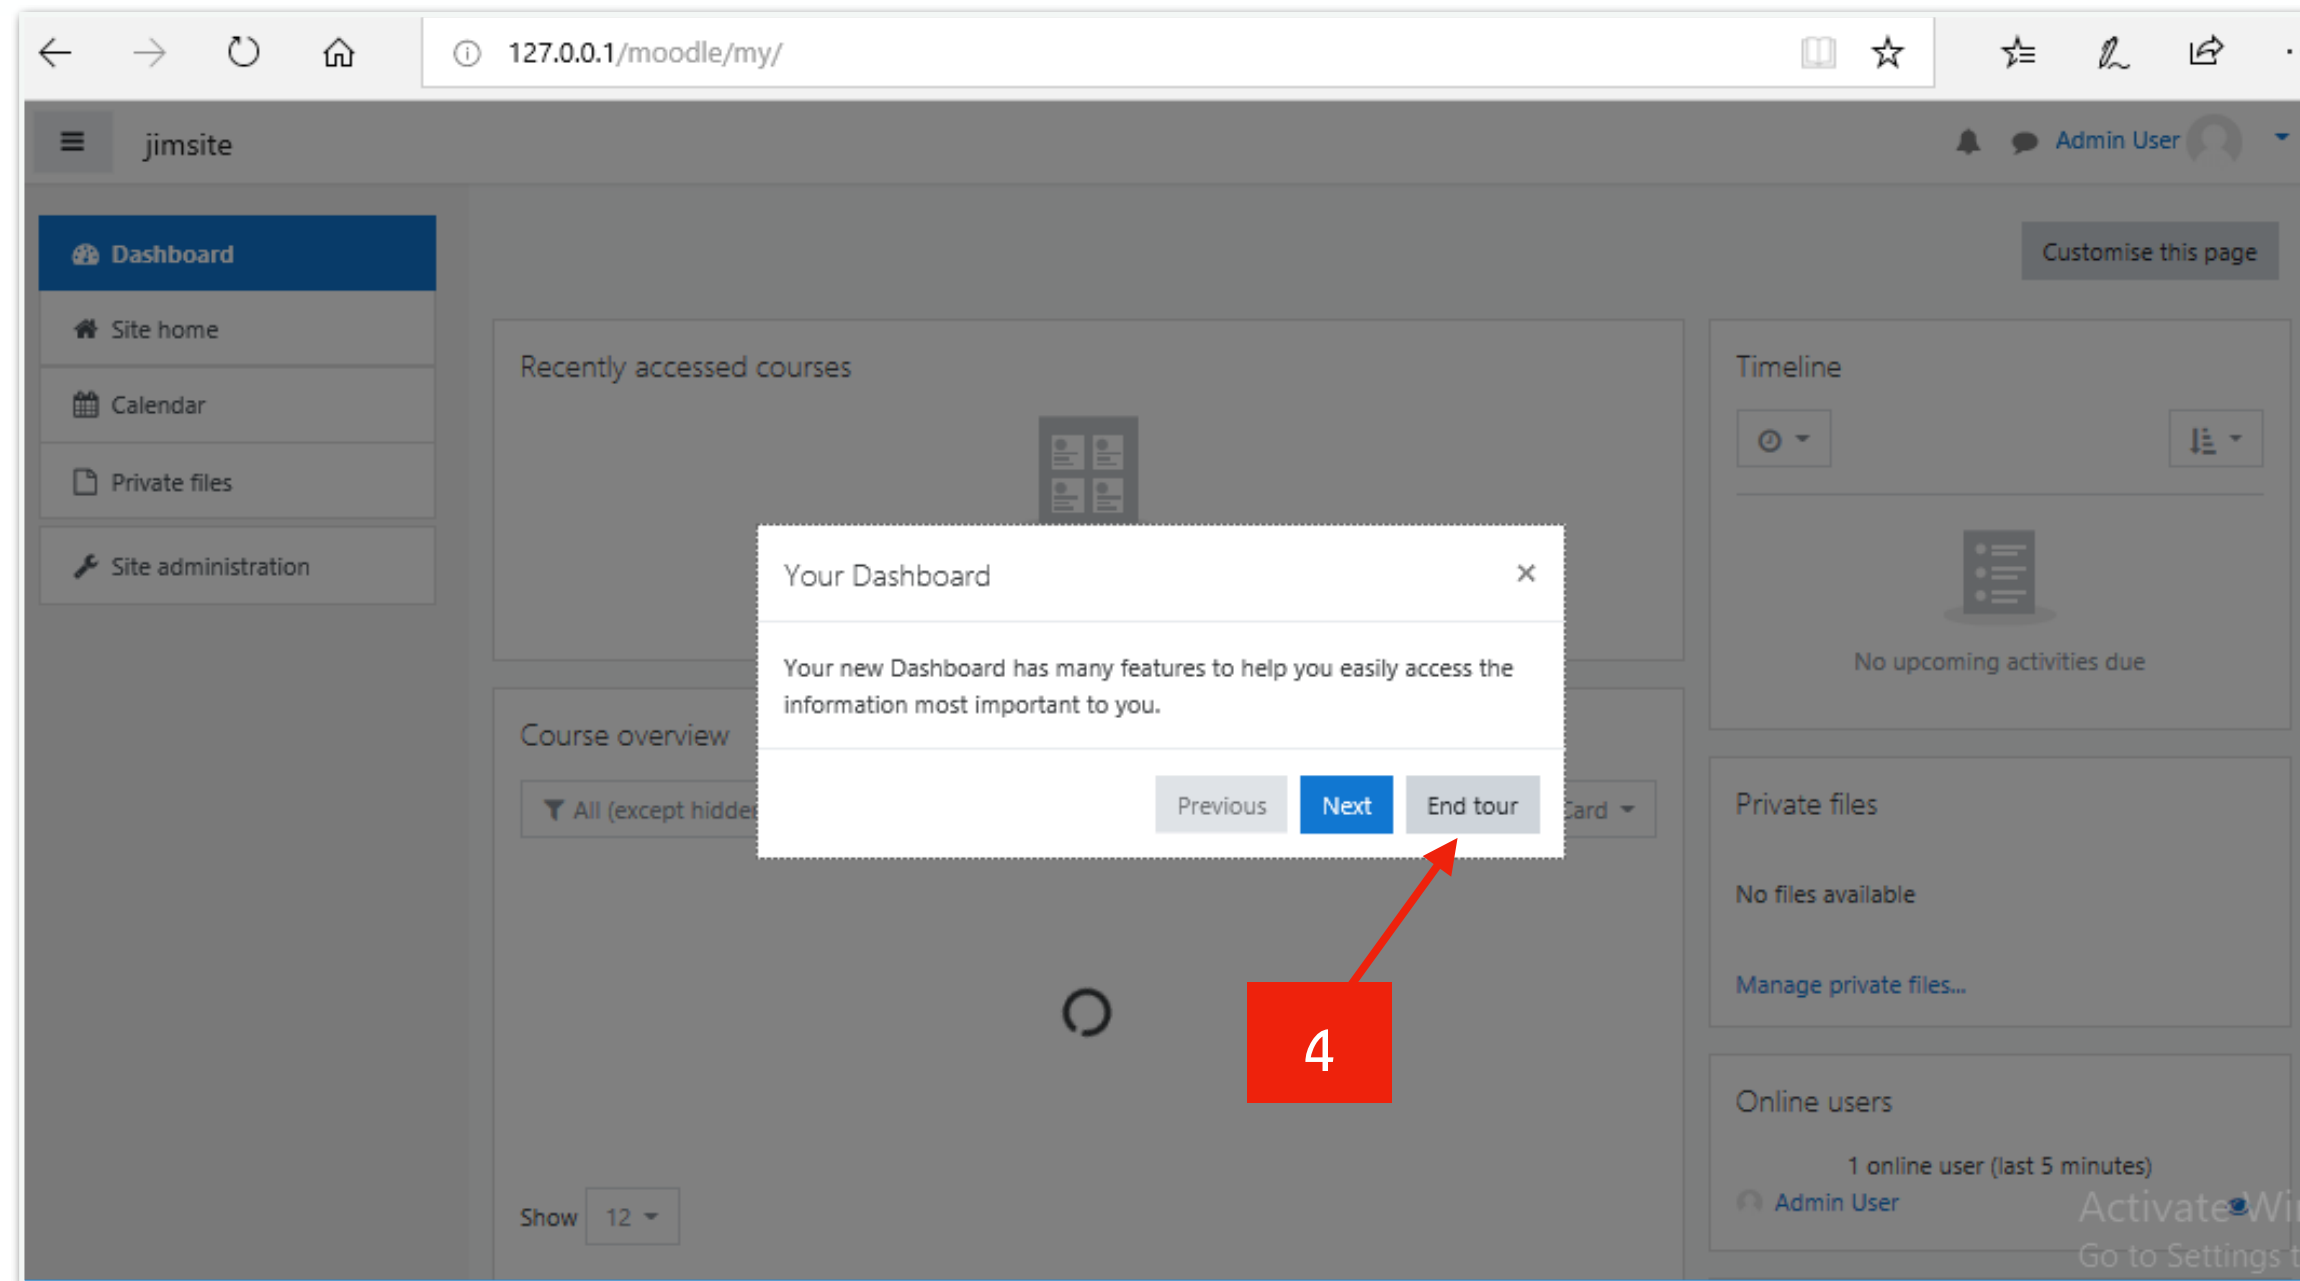 127.0.0.1/moodle/my/
jimsite
Admin User
Dashboard
Customise this page
Site home
Calendar
Private files
Site administration
Recently accessed courses
Timeline
No upcoming activities due
Your Dashboard
Your new Dashboard has many features to help you easily access the
information most important to you.
Previous
Next
End tour
Course overview
All (except hidden
Card
Private files
No files available
Manage private files...
4
Online users
1 online user (last 5 minutes)
Admin User
Show 12
Activate
Go to Settings